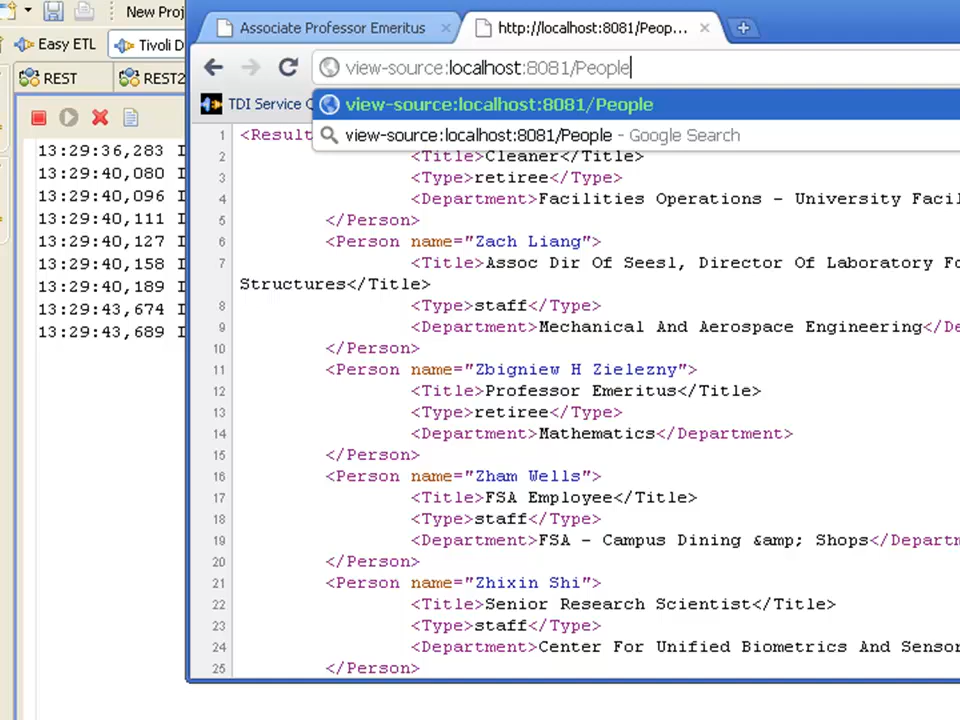 New Proj
Easy ETL
Tivoli D
REST
REST2
13:29:36,283 I
13:29:40,080
13:29:40,096
13:29:40,111
13:29:40,127
13:29:40,158 I
13:29:40,189
13:29:43,674
13:29:43,689
Associate Professor Emeritus
http://localhost:8081/Peop...
view-source:localhost:8081/People
TDI Service
view-source:localhost:8081/People
view-source:localhost:8081/People - Google Search
1 <Result
2 <Title>Cleaner</Title>
3 <Type>retiree</Type>
4 <Department>Facilities Operations - University Facil
5 </Person>
6 <Person name="Zach Liang">
7 <Title>Assoc Dir Of Seesl, Director Of Laboratory Fo
Structures</Title>
8 <Type>staff</Type>
9 <Department>Mechanical And Aerospace Engineering</De
10 </Person>
11 <Person name="Zbigniew H Zielezny">
12 <Title>Professor Emeritus</Title>
13 <Type>retiree</Type>
14 <Department>Mathematics</Department>
15 </Person>
16 <Person name="Zham Wells">
17 <Title>FSA Employee</Title>
18 <Type>staff</Type>
19 <Department>FSA - Campus Dining &amp; Shops</Departm
20 </Person>
21 <Person name="Zhixin Shi">
22 <Title>Senior Research Scientist</Title>
23 <Type>staff</Type>
24 <Department>Center For Unified Biometrics And Sensor
25 </Person>